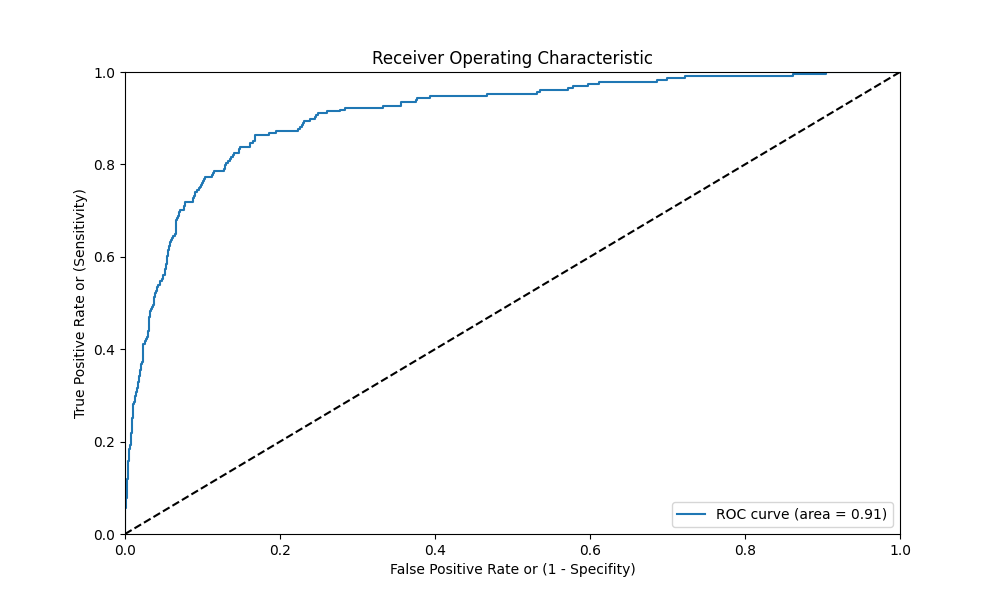 Receiver Operating Characteristic
1.0
0.8
0.6
0.4
0.2
0.0
True Positive Rate or (Sensitivity)
ROC curve (area = 0.91)
0.0 0.2 0.4 0.6 0.8 1.0
False Positive Rate or (1 - Specifity)